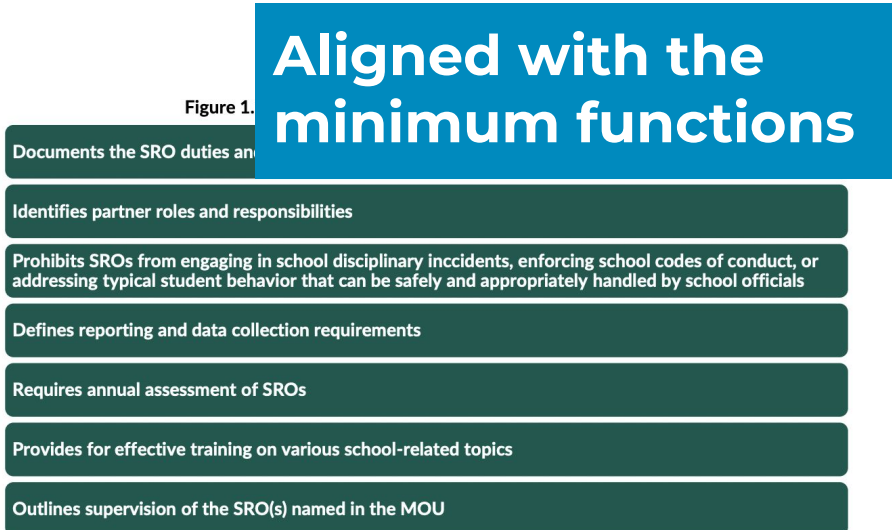 Aligned with the
minimum functions
Figure 1.
Documents the SRO duties and
Identifies partner roles and responsibilities
Prohibits SROs from engaging in school disciplinary inccidents, enforcing school codes of conduct, or
addressing typical student behavior that can be safely and appropriately handled by school officials
Defines reporting and data collection requirements
Requires annual assessment of SROs
Provides for effective training on various school-related topics
Outlines supervision of the SRO(s) named in the MOU